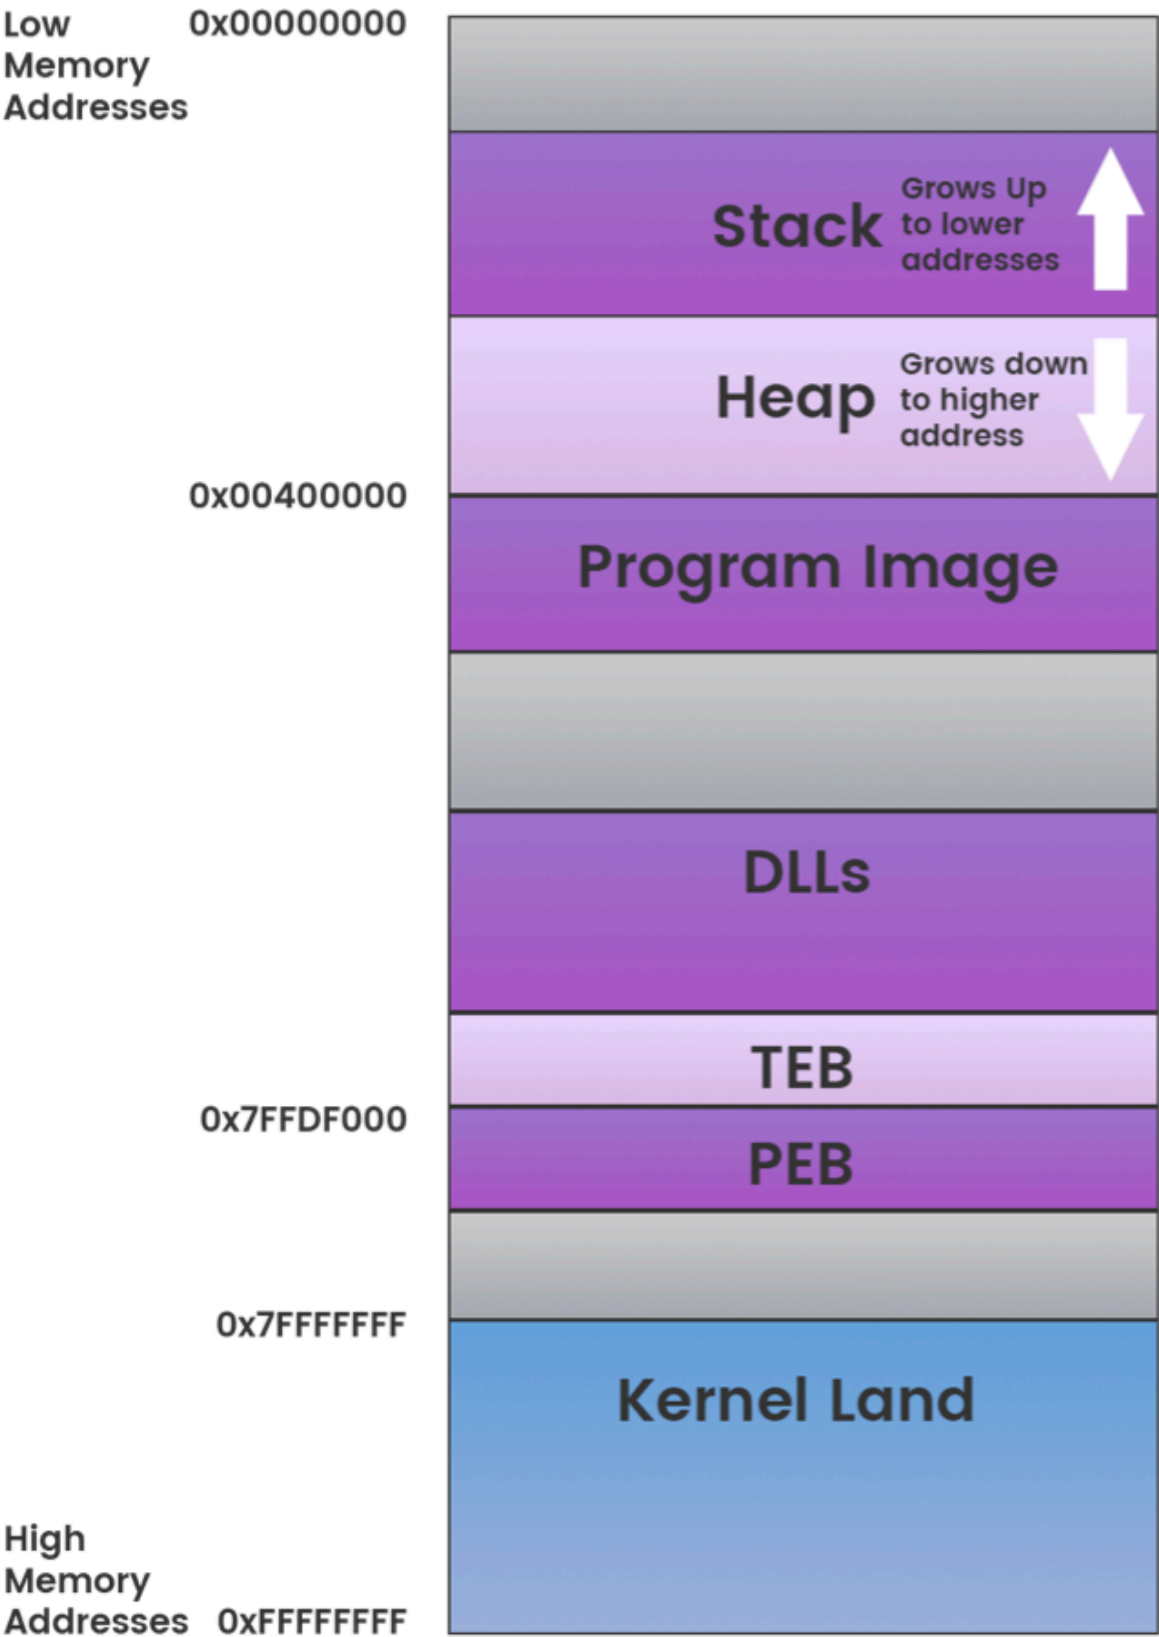 Low
Memory
Addresses
0x00000000
Stack
Grows Up
to lower
addresses
Heap
Grows down
to higher
address
0x00400000
Program Image
DLLs
TEB
0x7FFDF000
PEB
0x7FFFFFFF
Kernel Land
High
Memory
Addresses
0xFFFFFFFF